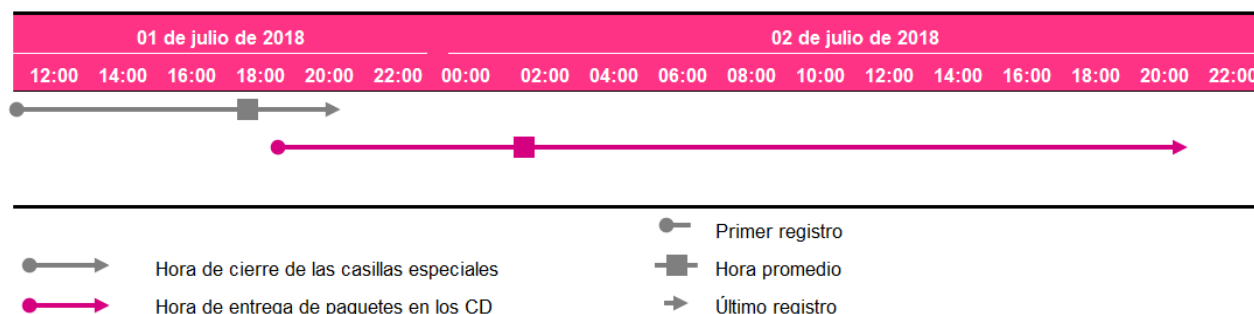 01 de julio de 2018 02 de julio de 2018
12:00 14:00 16:00 18:00 20:00 22:00 00:00 02:00 04:00 06:00 08:00 10:00 12:00 14:00 16:00 18:00 20:00 22:00
Primer registro
Hora de cierre de las casillas especiales Hora promedio
Hora de entrega de paquetes en los CD Último registro